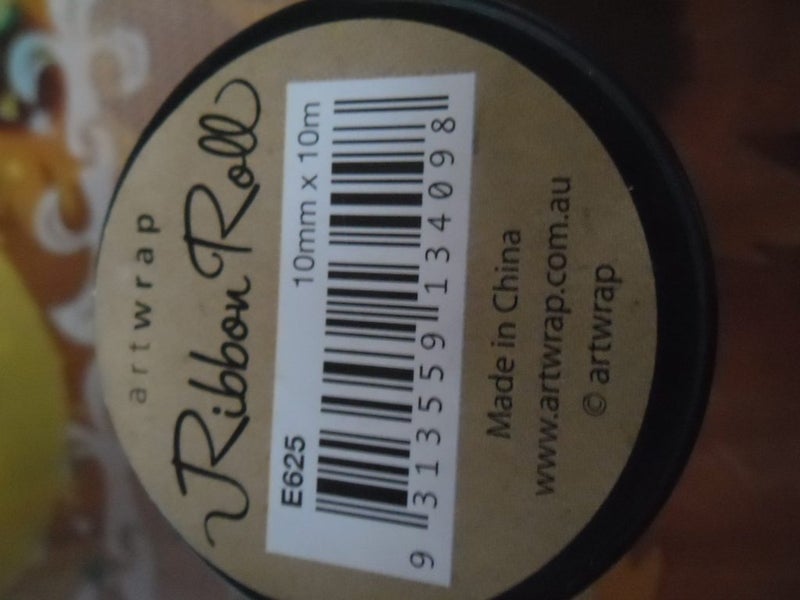 artwrap
Ribbon Roll
E625 10mm x 10m
9 313559 134098
Made in China
www.artwrap.com.au
© artwrap